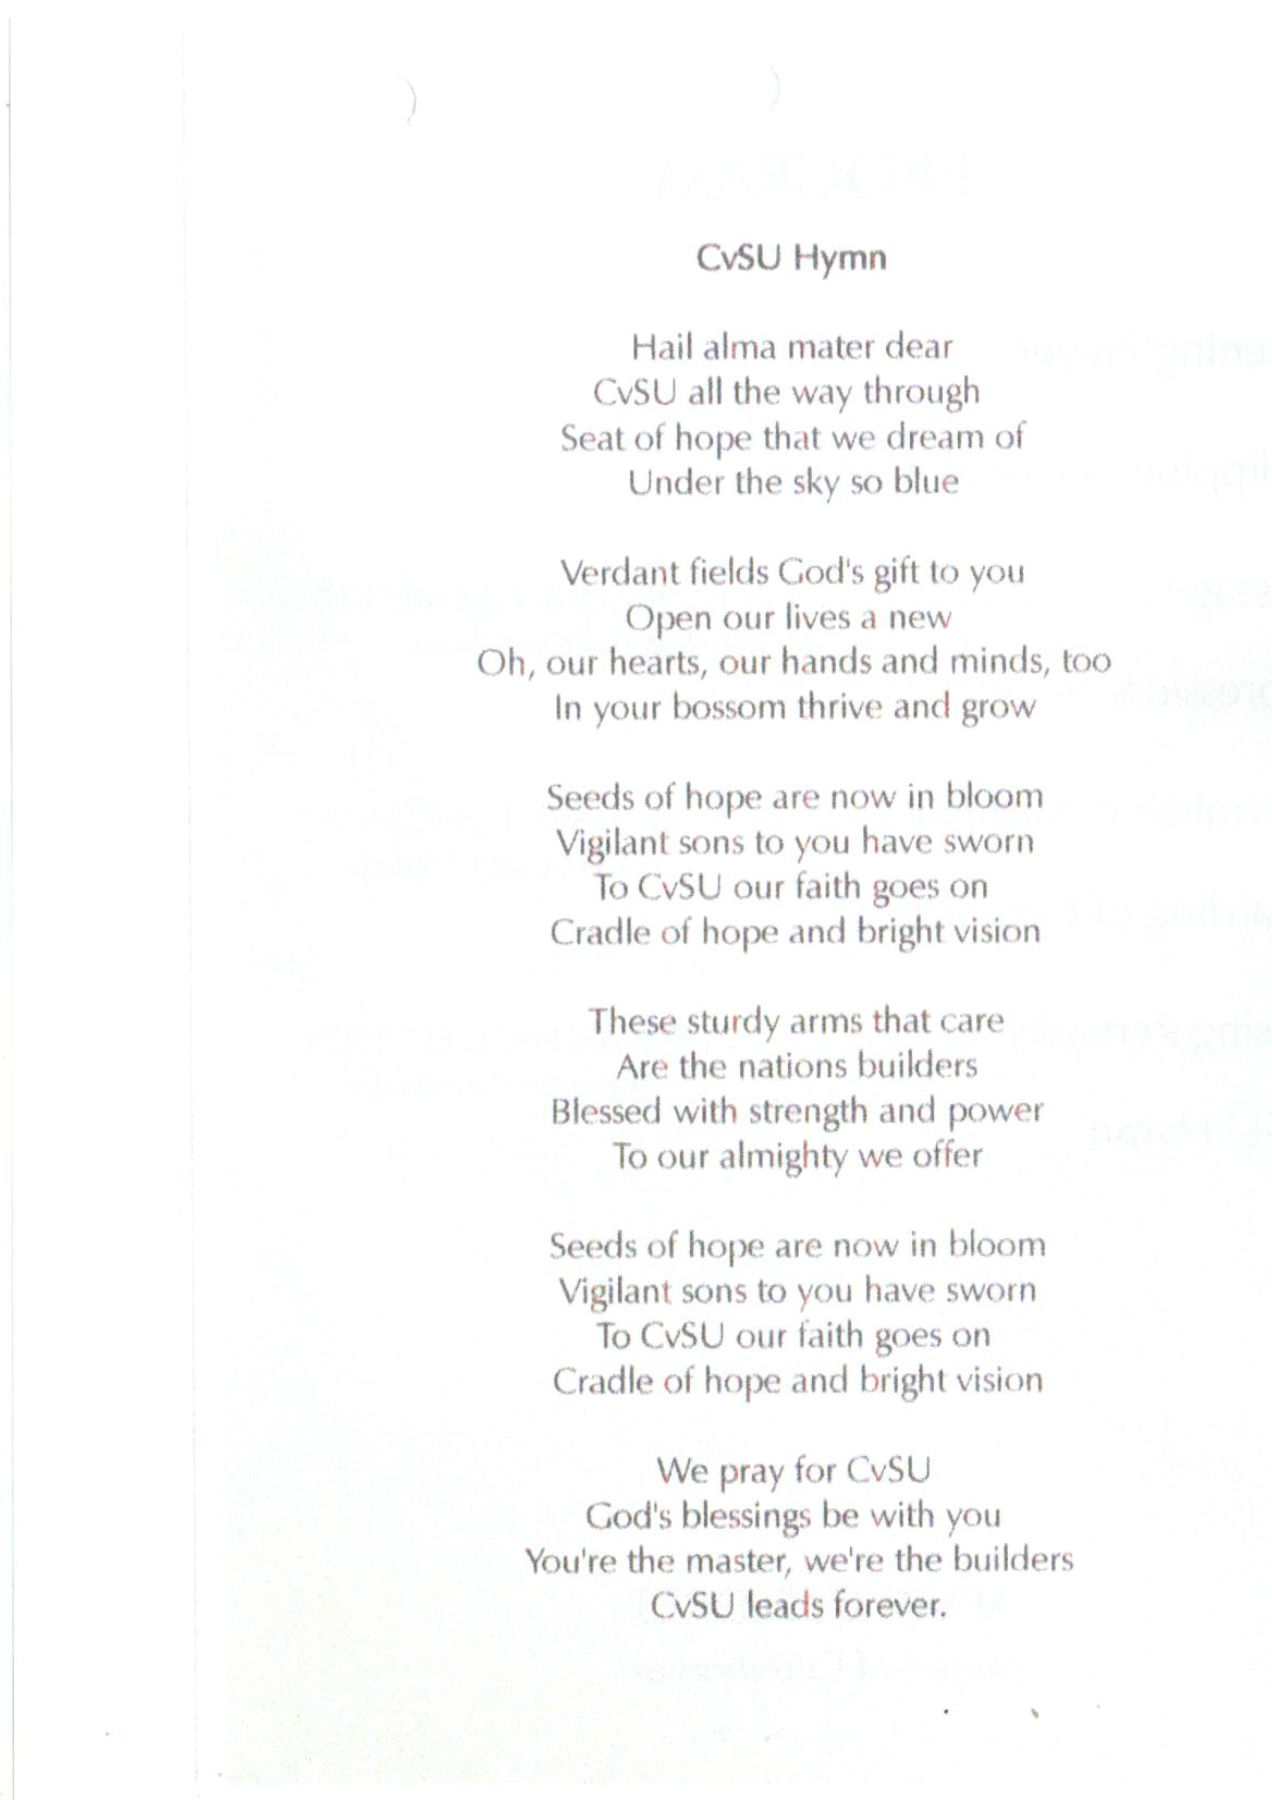 CvSU Hymn
Hail alma mater dear
CvSU all the way through
Seat of hope that we dream of
Under the sky so blue
Verdant fields God's gift to you
Open our lives a new
Oh, our hearts, our hands and minds, too
In your bossom thrive and grow
Seeds of hope are now in bloom
Vigilant sons to you have sworn
To CvSU our faith goes on
Cradle of hope and bright vision
These sturdy arms that care
Are the nations builders
Blessed with strength and power
To our almighty we offer
Seeds of hope are now in bloom
Vigilant sons to you have sworn
To CvSU our faith goes on
Cradle of hope and bright vision
We pray for CvSU
God's blessings be with you
You're the master, we're the builders
CvSU leads forever.